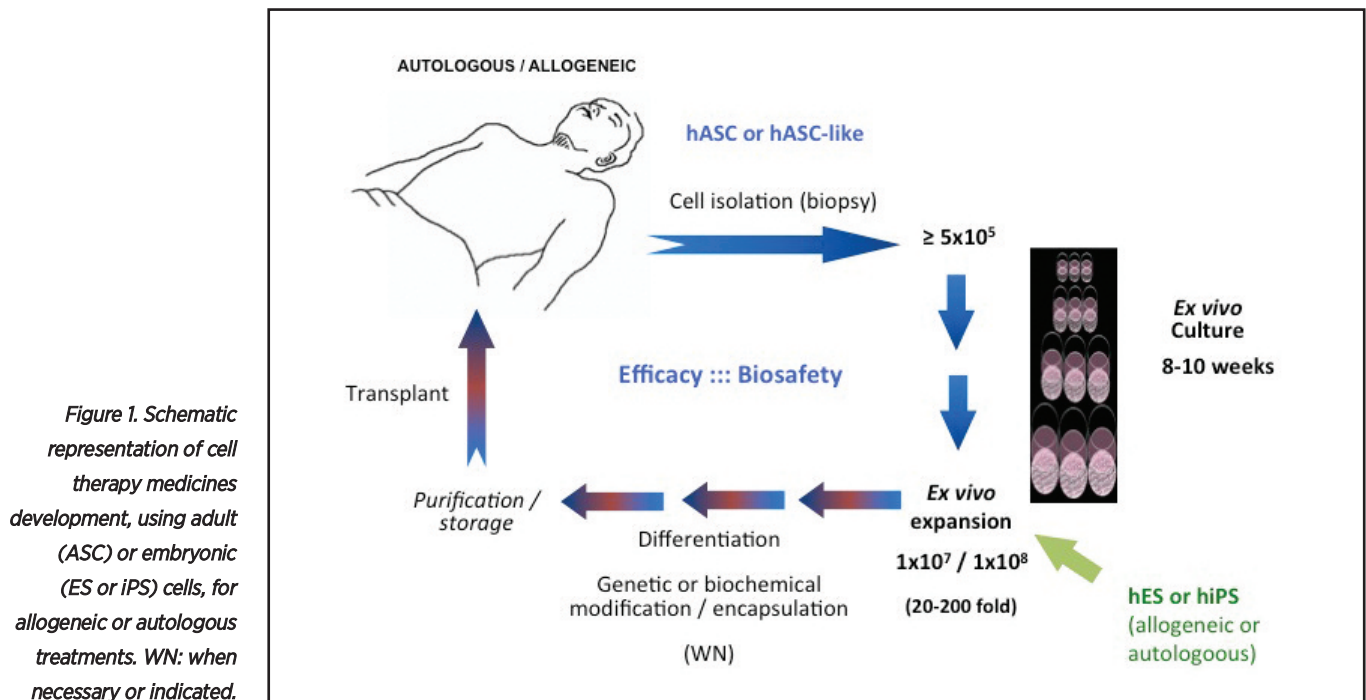 AUTOLOGOUS / ALLOGENEIC
hASC or hASC-like
Cell isolation (biopsy)
≥ 5x10⁵
Ex vivo
Culture
8-10 weeks
Efficacy ::: Biosafety
Transplant
Purification /
storage
Differentiation
Genetic or biochemical
modification / encapsulation
(WN)
Ex vivo
expansion
1x10⁷ / 1x10⁸
(20-200 fold)
hES or hiPS
(allogeneic or
autologoous)
Figure 1. Schematic
representation of cell
therapy medicines
development, using adult
(ASC) or embryonic
(ES or iPS) cells, for
allogeneic or autologous
treatments. WN: when
necessary or indicated.